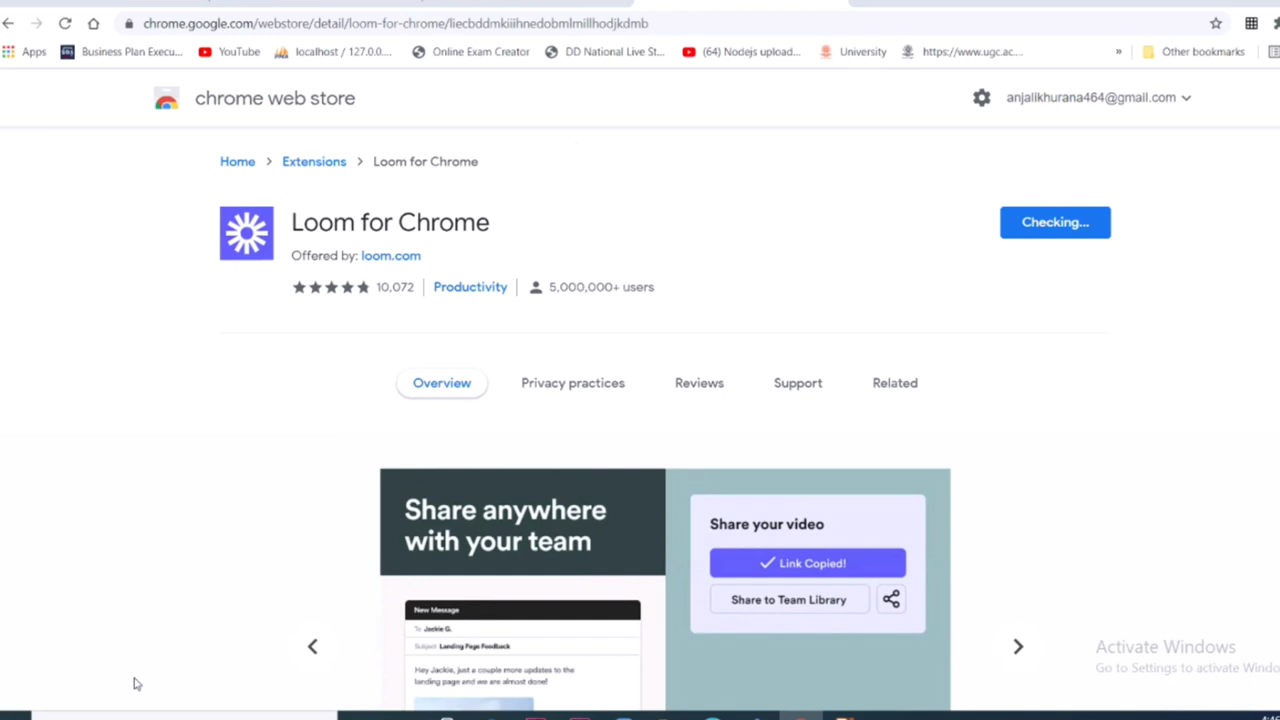 chrome.google.com/webstore/detail/loom-for-chrome/liecbddmkiiihnedobmlmillhodjkdmb
Apps Business Plan Execu... YouTube localhost / 127.0.0.... Online Exam Creator DD National Live St... (64) Nodejs upload... University https://www.ugc.ac.... » Other bookmarks
chrome web store
anjalikhurana464@gmail.com
Home > Extensions > Loom for Chrome
Loom for Chrome
Checking...
Offered by: loom.com
10,072 Productivity 5,000,000+ users
Overview Privacy practices Reviews Support Related
Share anywhere
with your team
New Message
To Jackie G.
Subject Landing Page Feedback
Hey Jackie, just a couple more updates to the
landing page and we are almost done!
Share your video
Link Copied!
Share to Team Library
Activate Windows
Go to Settings to activate Windo